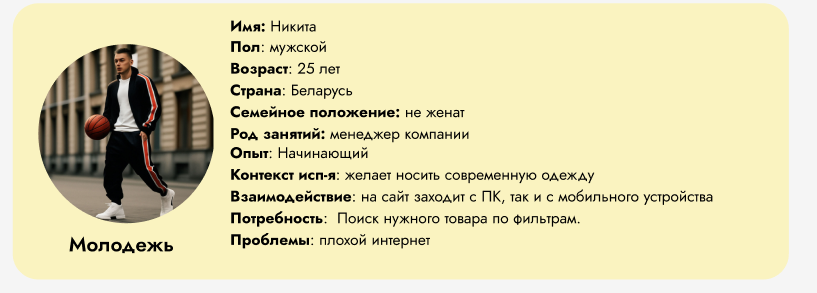 Имя: Никита
Пол: мужской
Возраст: 25 лет
Страна: Беларусь
Семейное положение: не женат
Род занятий: менеджер компании
Опыт: Начинающий
Контекст исп-я: желает носить современную одежду
Взаимодействие: на сайт заходит с ПК, так и с мобильного устройства
Потребность: Поиск нужного товара по фильтрам.
Проблемы: плохой интернет
Молодежь